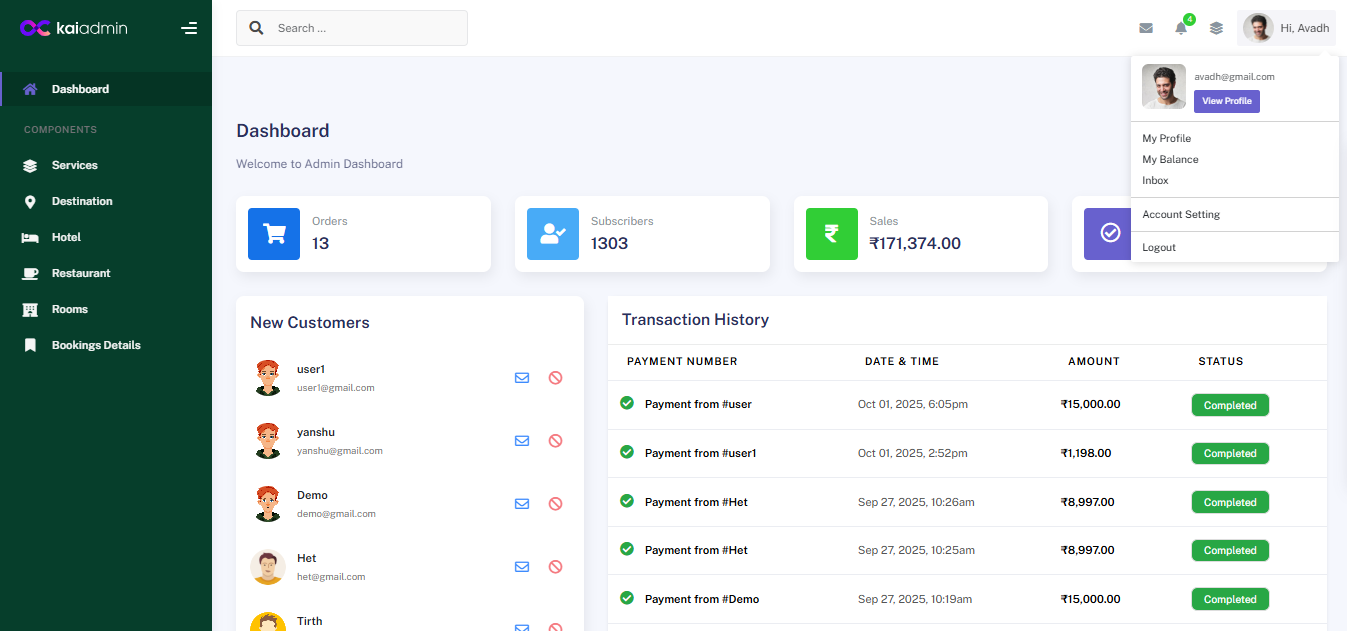 kaiadmin
Search ...
4
Hi, Avadh
avadh@gmail.com
View Profile
My Profile
My Balance
Inbox
Account Setting
Logout
Dashboard
COMPONENTS
Services
Destination
Hotel
Restaurant
Rooms
Bookings Details
Dashboard
Welcome to Admin Dashboard
Orders
13
Subscribers
1303
Sales
₹171,374.00
New Customers
user1
user1@gmail.com
yanshu
yanshu@gmail.com
Demo
demo@gmail.com
Het
het@gmail.com
Tirth
Transaction History
PAYMENT NUMBER DATE & TIME AMOUNT STATUS
Payment from #user Oct 01, 2025, 6:05pm ₹15,000.00 Completed
Payment from #user1 Oct 01, 2025, 2:52pm ₹1,198.00 Completed
Payment from #Het Sep 27, 2025, 10:26am ₹8,997.00 Completed
Payment from #Het Sep 27, 2025, 10:25am ₹8,997.00 Completed
Payment from #Demo Sep 27, 2025, 10:19am ₹15,000.00 Completed